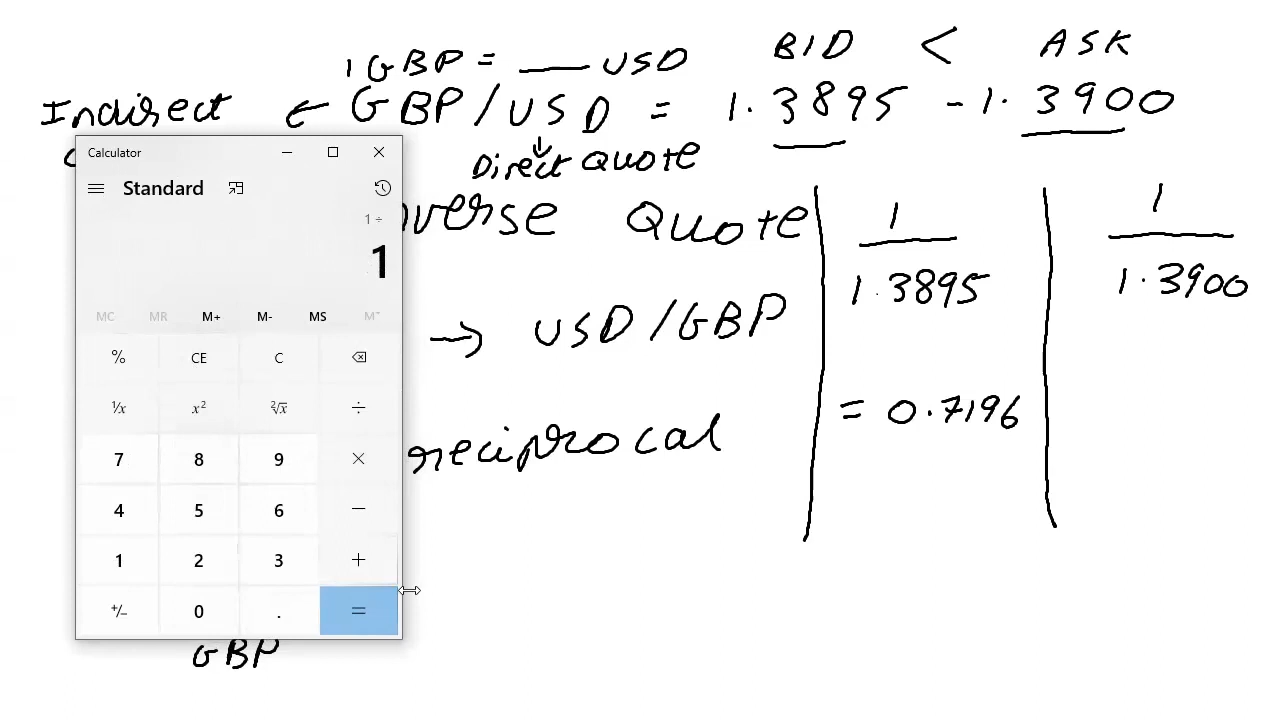 BID < ASK
1 GBP = ___ USD
Indirect ← GBP/USD = 1.3895 - 1.3900
Direct QUOTE
Calculator
Standard
1 ÷
1
MC MR M+ M- MS
% CE C
¹/x x² ²√x ÷
7 8 9 ×
4 5 6 −
1 2 3 +
+/− 0 . =
verse Quote
→ USD/GBP
reciprocal
1
1.3895
= 0.7196
1
1.3900
GBP